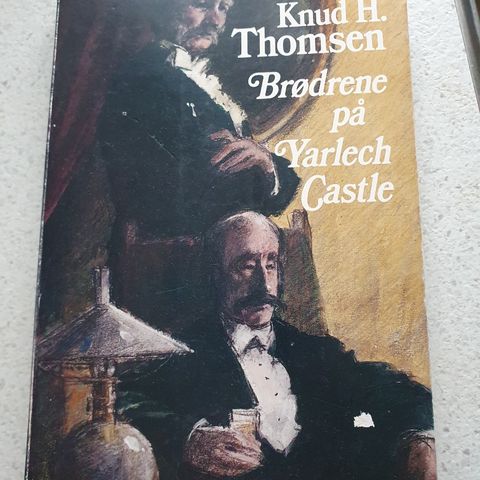 Knud H.
Thomsen
Brødrene
på
Yarlech
Castle